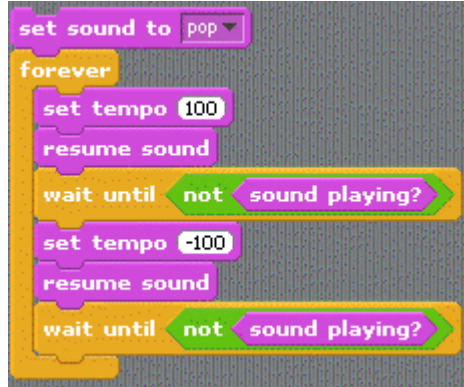 set sound to pop
forever
set tempo 100
resume sound
wait until not sound playing?
set tempo -100
resume sound
wait until not sound playing?